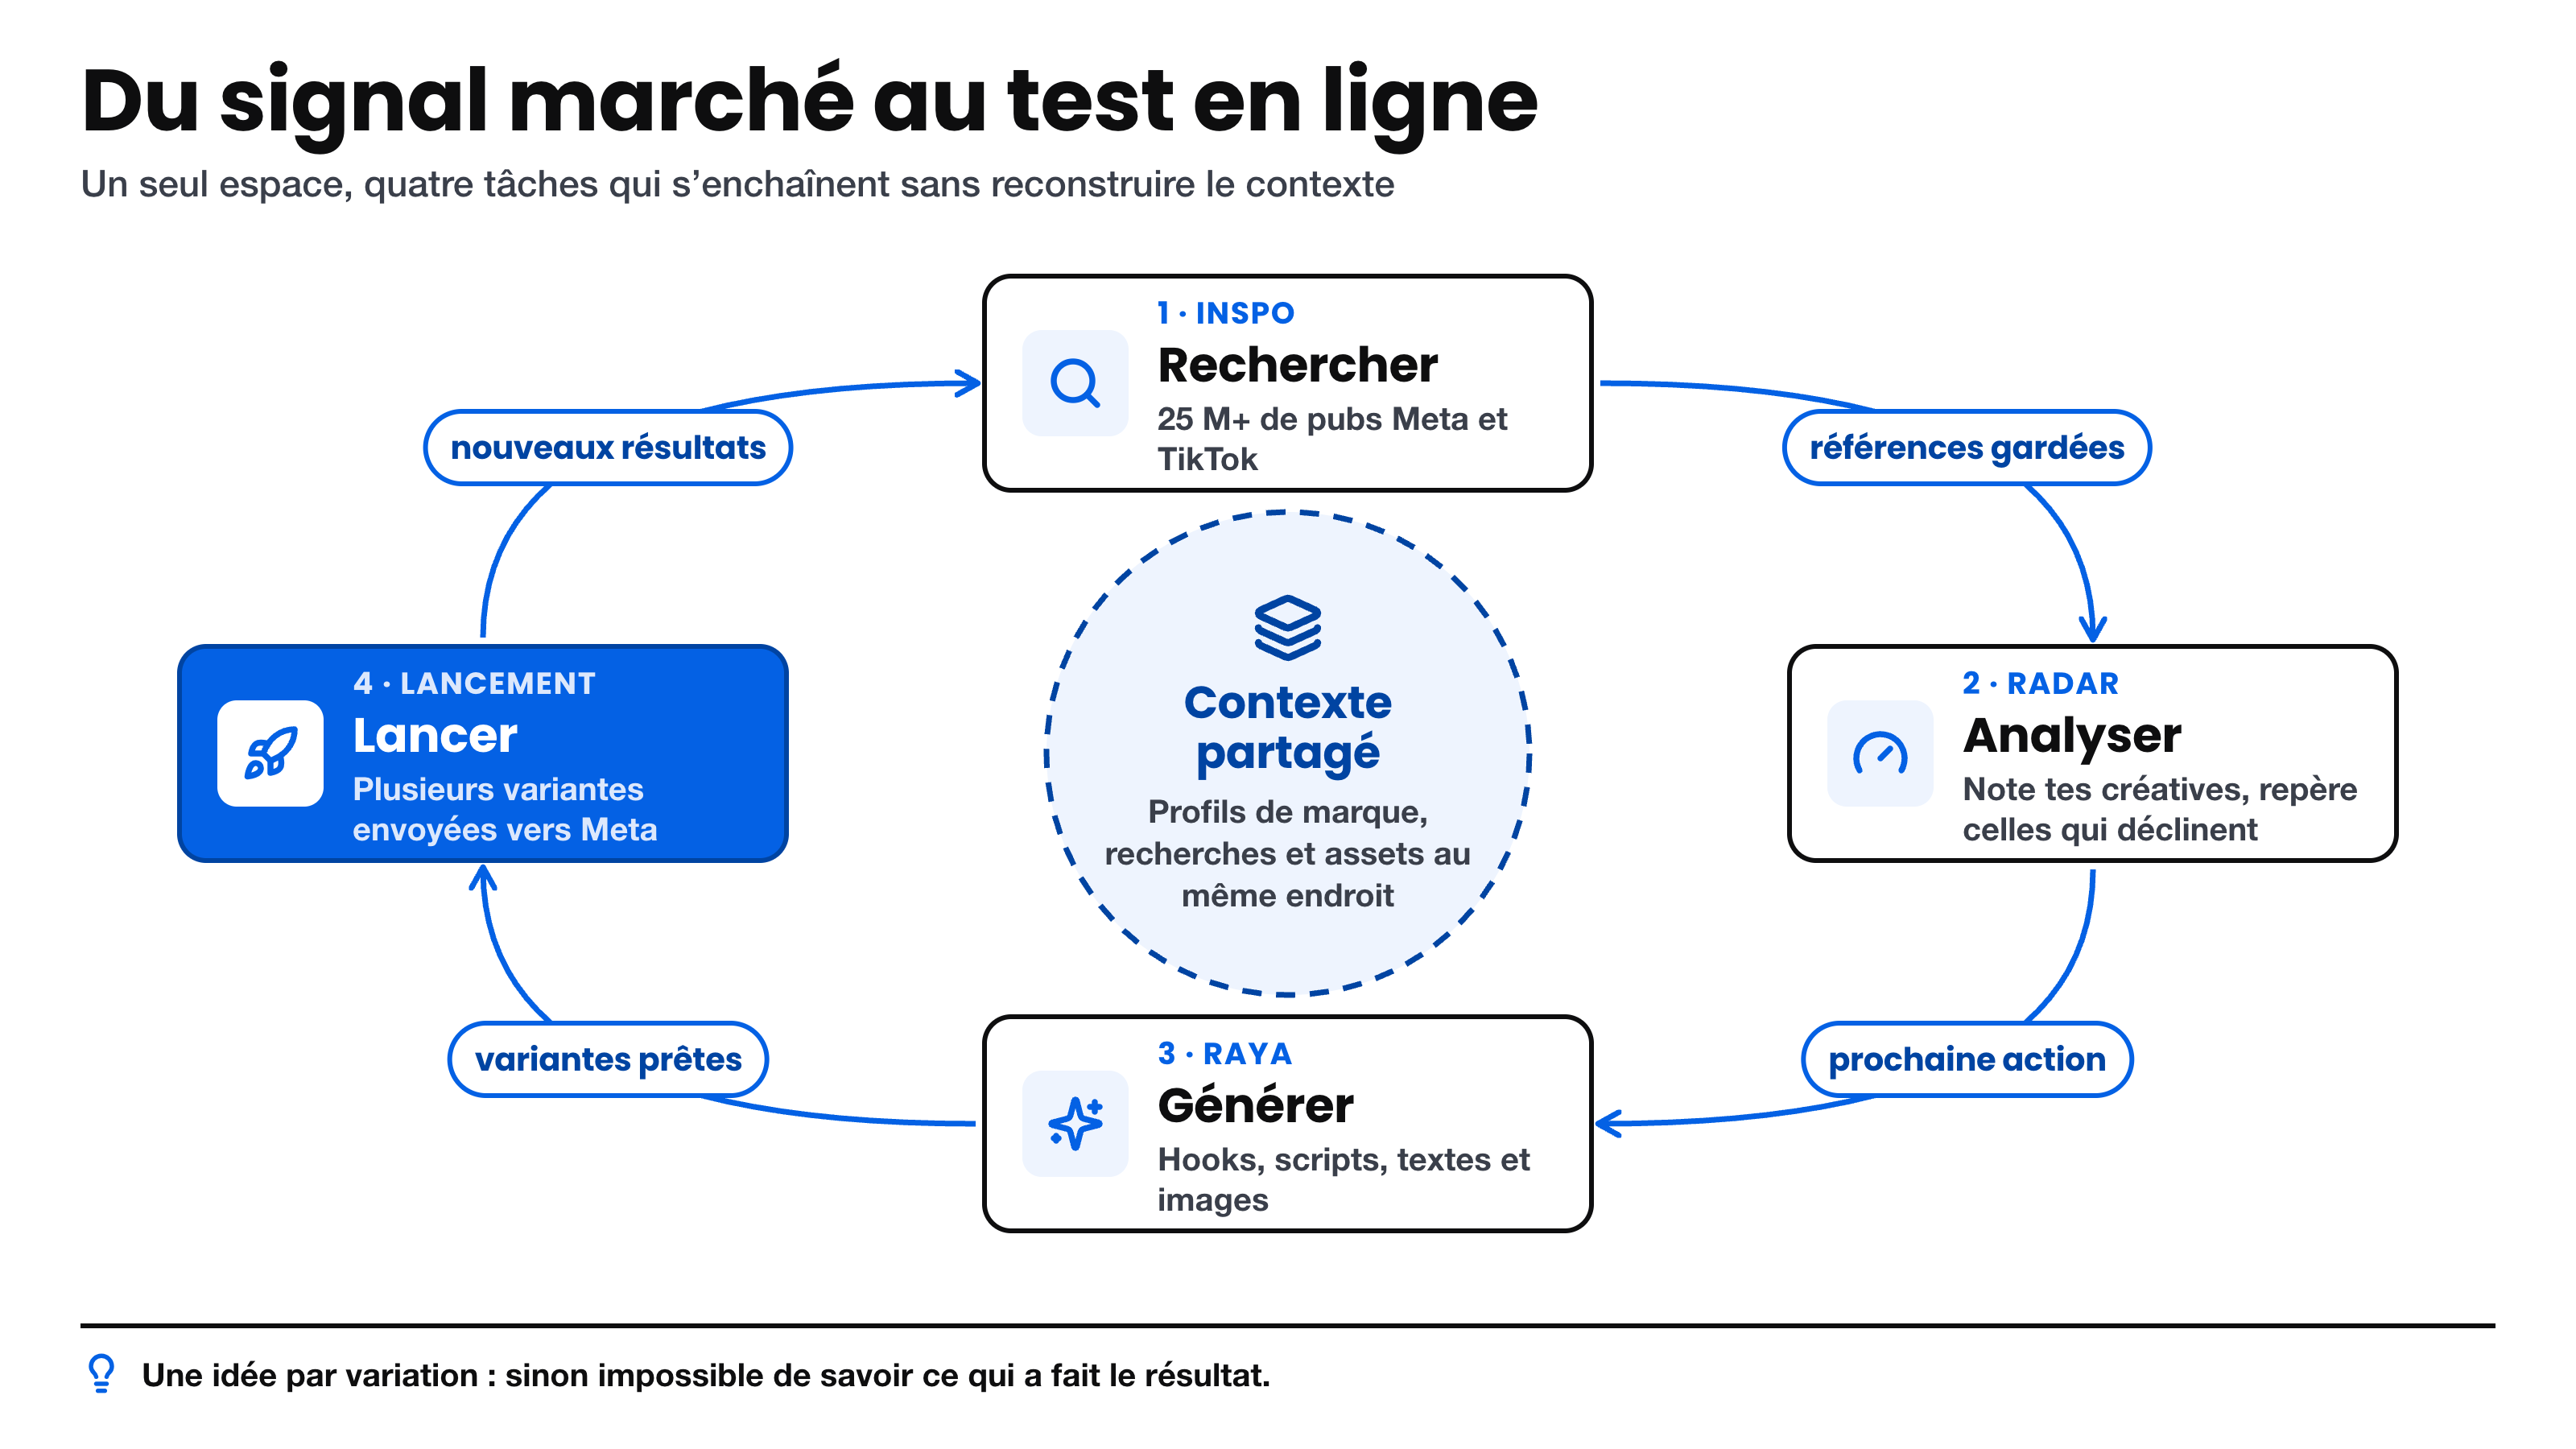 Du signal marché au test en ligne
Un seul espace, quatre tâches qui s’enchaînent sans reconstruire le contexte
1 · INSPO
Rechercher
25 M+ de pubs Meta et
TikTok
nouveaux résultats
références gardées
4 · LANCEMENT
Lancer
Plusieurs variantes
envoyées vers Meta
Contexte
partagé
Profils de marque,
recherches et assets au
même endroit
2 · RADAR
Analyser
Note tes créatives, repère
celles qui déclinent
variantes prêtes
prochaine action
3 · RAYA
Générer
Hooks, scripts, textes et
images
Une idée par variation : sinon impossible de savoir ce qui a fait le résultat.